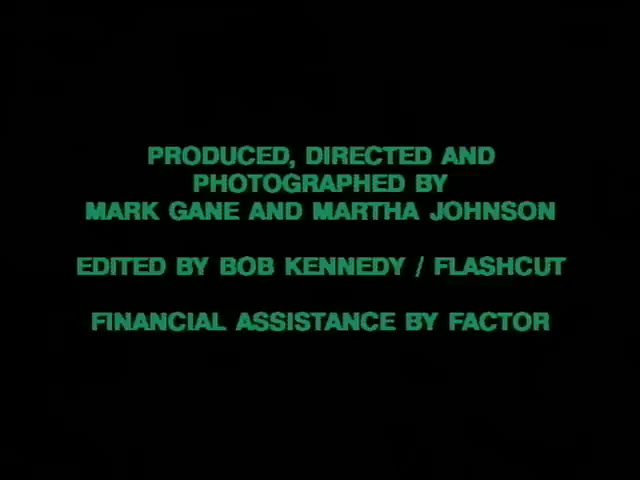 PRODUCED, DIRECTED AND
PHOTOGRAPHED BY
MARK GANE AND MARTHA JOHNSON
EDITED BY BOB KENNEDY / FLASHCUT
FINANCIAL ASSISTANCE BY FACTOR